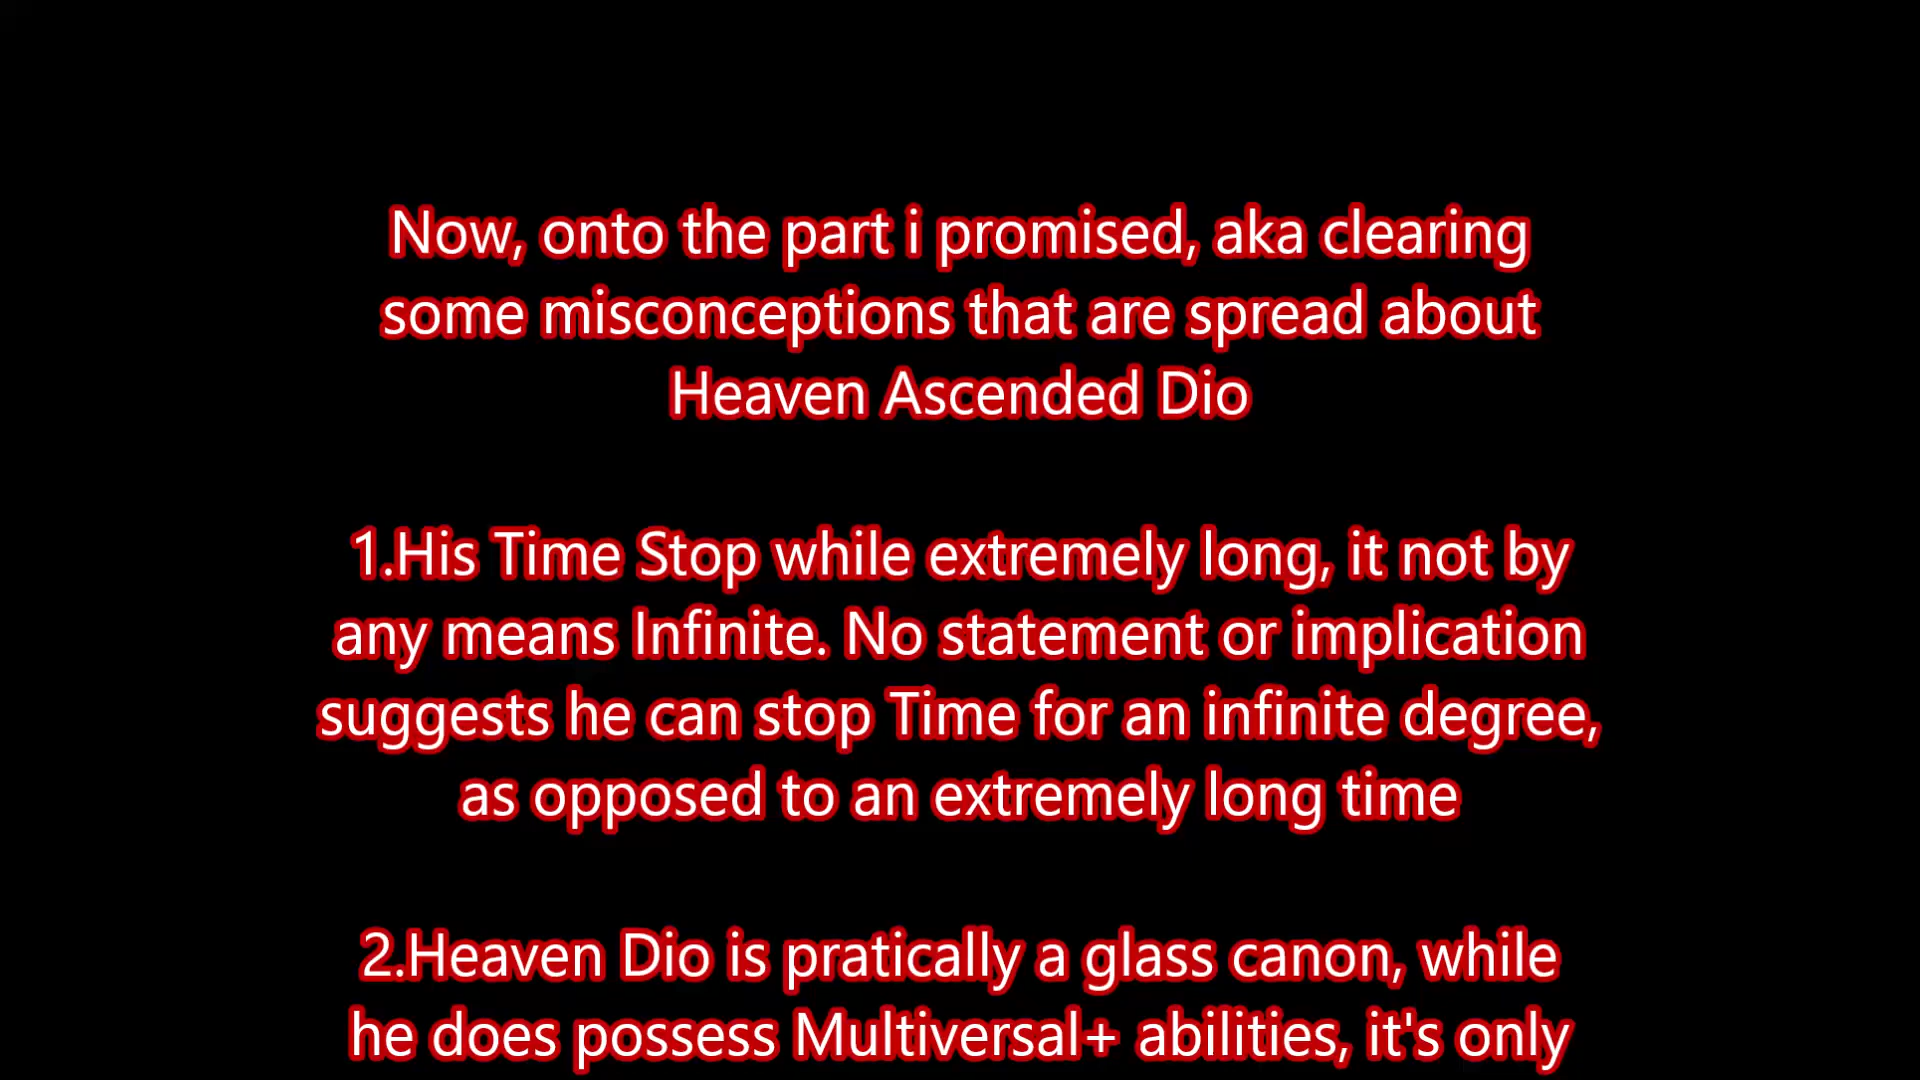 Now, onto the part i promised, aka clearing
some misconceptions that are spread about
Heaven Ascended Dio
1.His Time Stop while extremely long, it not by
any means Infinite. No statement or implication
suggests he can stop Time for an infinite degree,
as opposed to an extremely long time
2.Heaven Dio is pratically a glass canon, while
he does possess Multiversal+ abilities, it's only